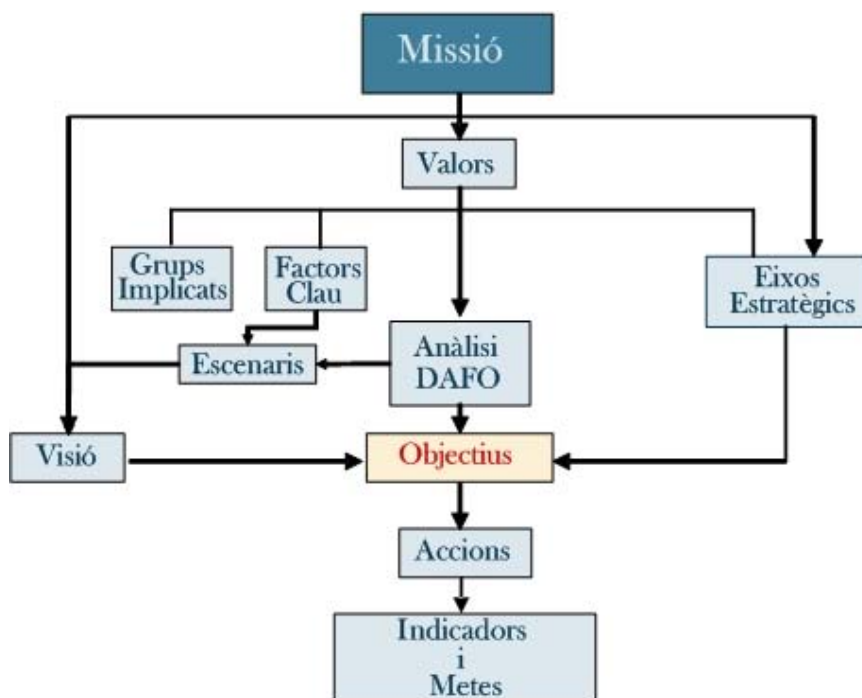 Missió
Valors
Grups
Implicats
Factors
Clau
Eixos
Estratègics
Escenaris
Anàlisi
DAFO
Visió
Objectius
Accions
Indicadors
i
Metes